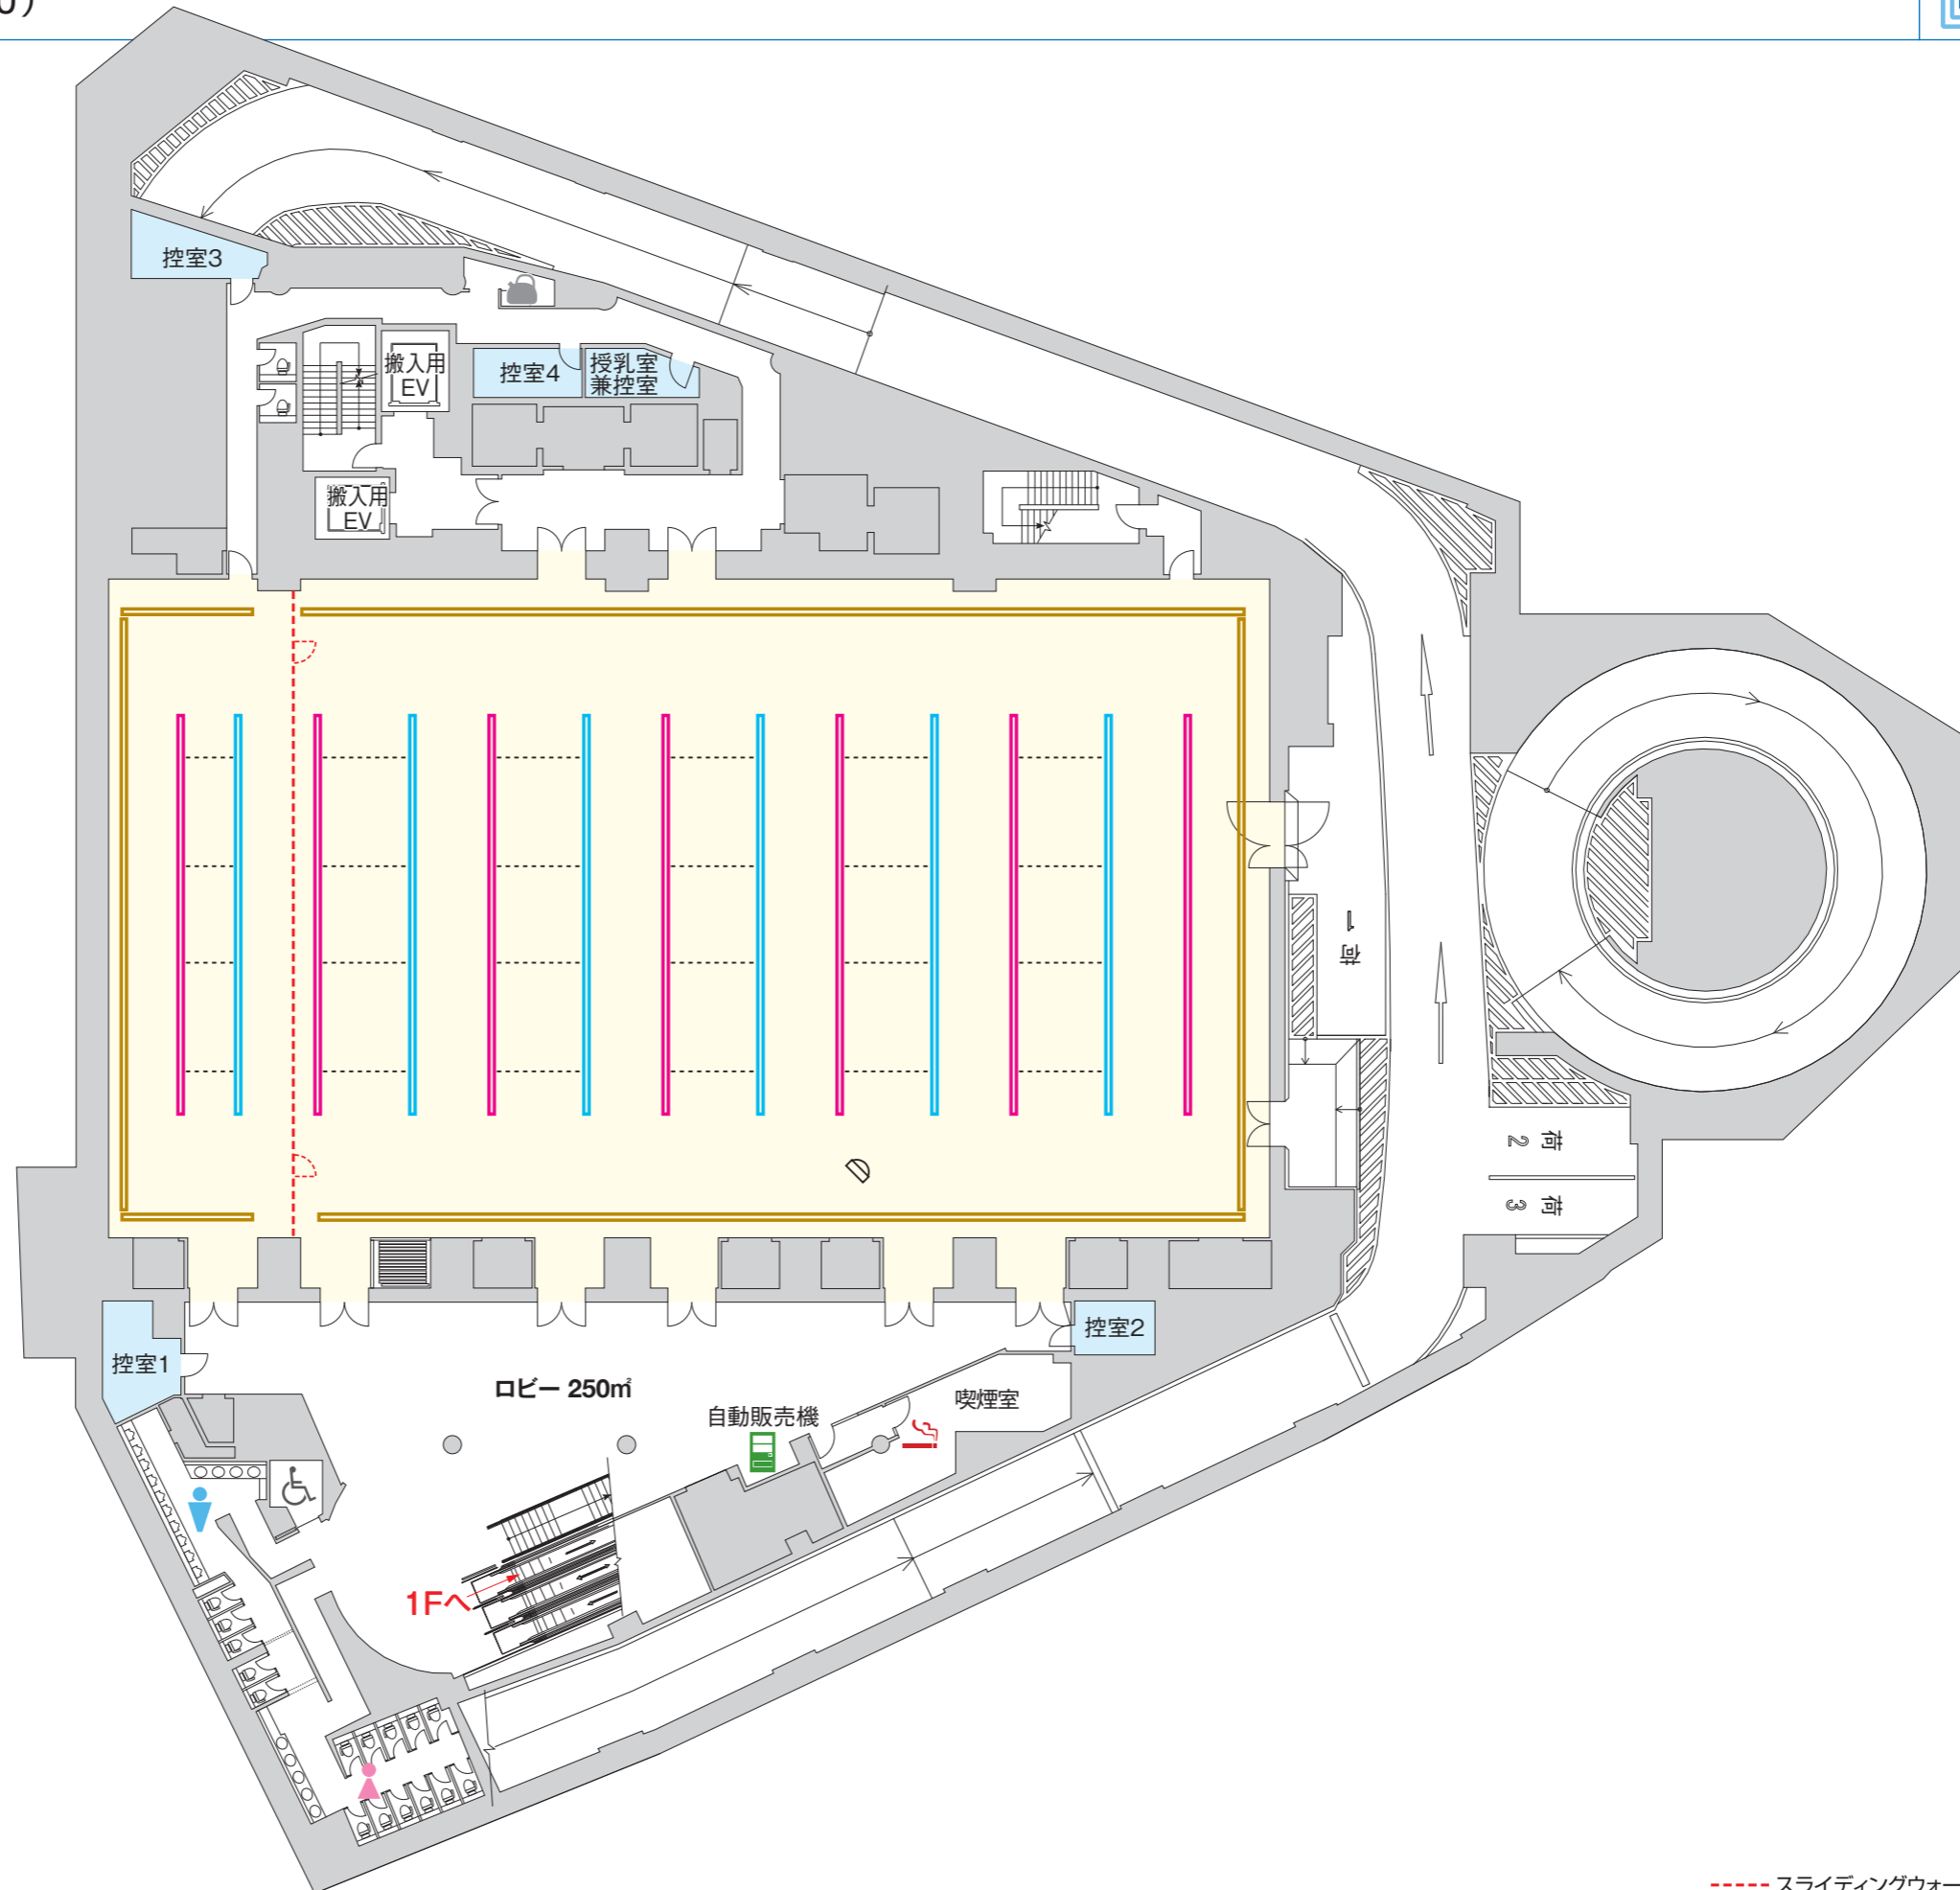 控室3
搬入用
EV
控室4
授乳室
兼控室
搬入用
EV
1
荷
2 荷
3 荷
控室2
控室1
ロビー 250㎡
自動販売機
喫煙室
1Fへ
スライディングウォー